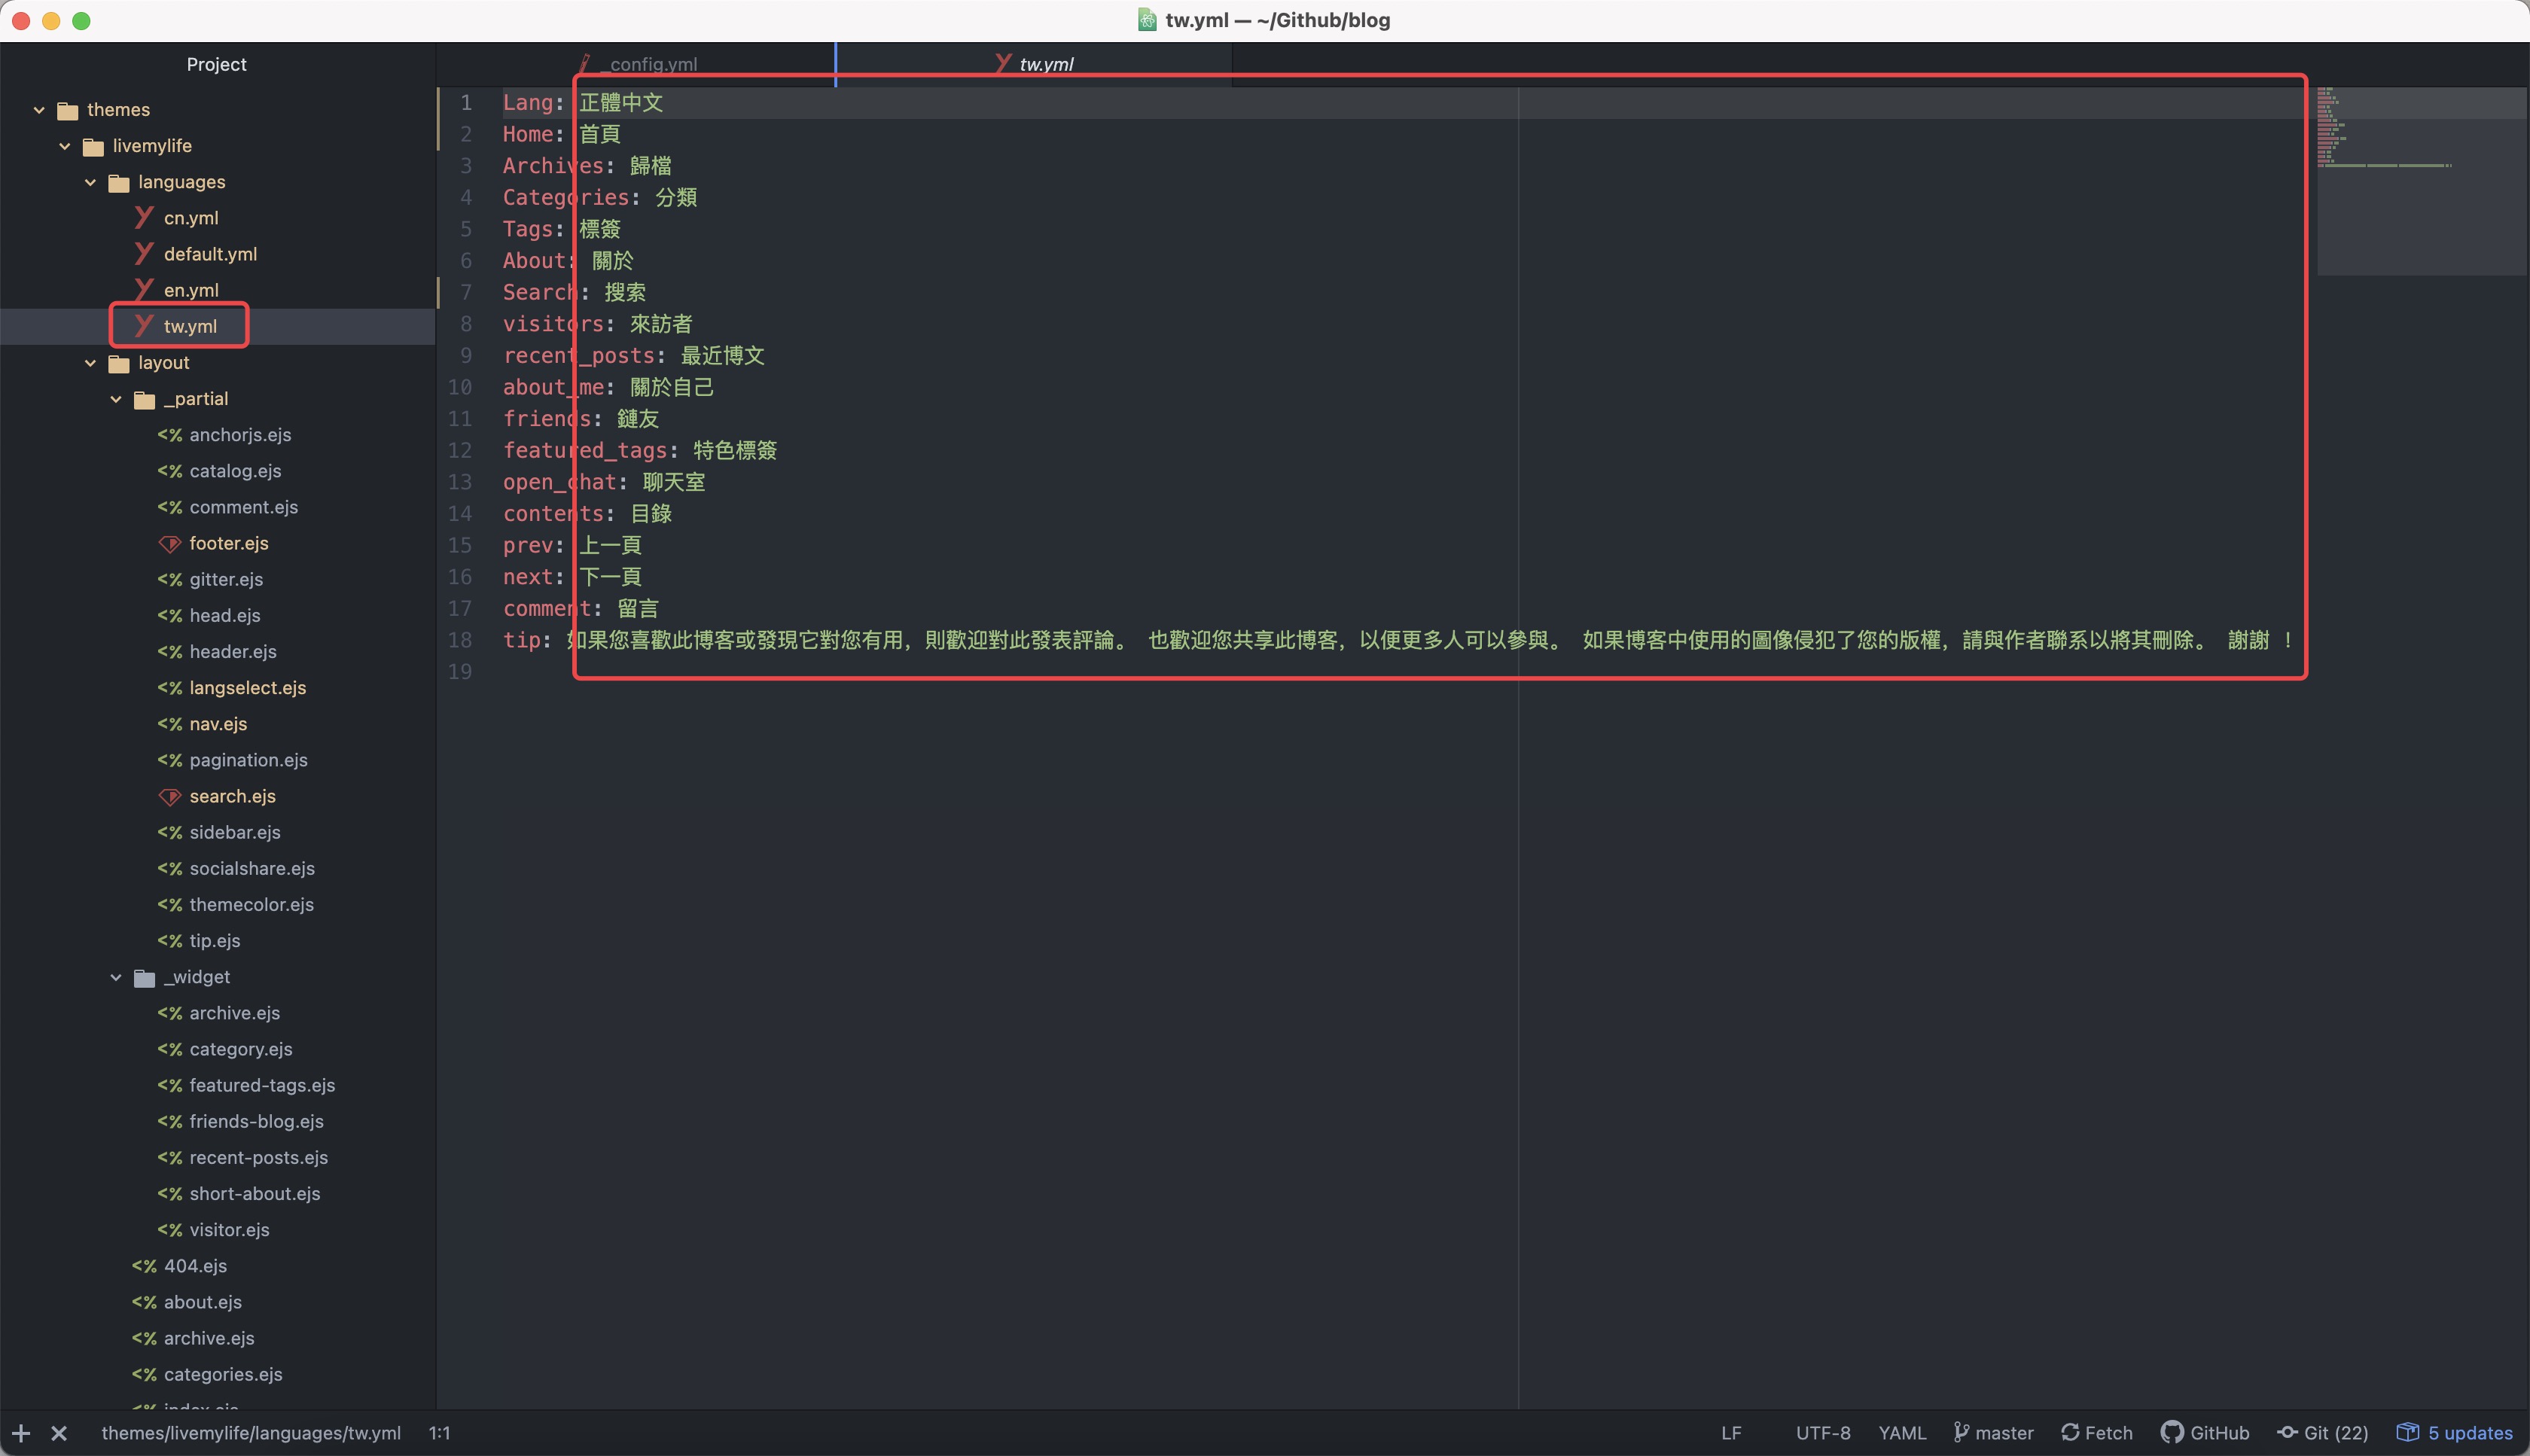 tw.yml — ~/Github/blog
Project
_config.yml
tw.yml
themes
livemylife
languages
cn.yml
default.yml
en.yml
tw.yml
layout
_partial
anchorjs.ejs
catalog.ejs
comment.ejs
footer.ejs
gitter.ejs
head.ejs
header.ejs
langselect.ejs
nav.ejs
pagination.ejs
search.ejs
sidebar.ejs
socialshare.ejs
themecolor.ejs
tip.ejs
_widget
archive.ejs
category.ejs
featured-tags.ejs
friends-blog.ejs
recent-posts.ejs
short-about.ejs
visitor.ejs
404.ejs
about.ejs
archive.ejs
categories.ejs
index.ejs
1 Lang: 正體中文
2 Home: 首頁
3 Archives: 歸檔
4 Categories: 分類
5 Tags: 標簽
6 About: 關於
7 Search: 搜索
8 visitors: 來訪者
9 recent_posts: 最近博文
10 about_me: 關於自己
11 friends: 鏈友
12 featured_tags: 特色標簽
13 open_chat: 聊天室
14 contents: 目錄
15 prev: 上一頁
16 next: 下一頁
17 comment: 留言
18 tip: 如果您喜歡此博客或發現它對您有用，則歡迎對此發表評論。 也歡迎您共享此博客，以便更多人可以參與。 如果博客中使用的圖像侵犯了您的版權，請與作者聯系以將其刪除。 謝謝 ！
19
themes/livemylife/languages/tw.yml 1:1 LF UTF-8 YAML master Fetch GitHub Git (22) 5 updates